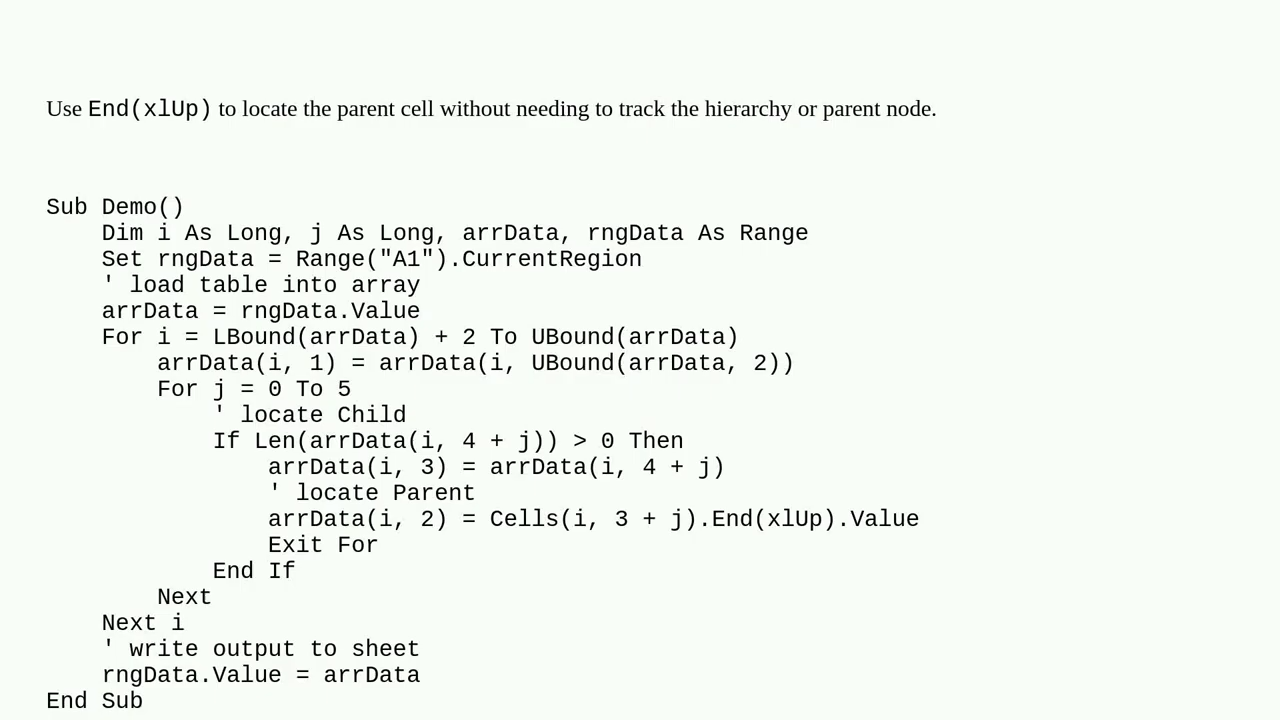 Use End(xlUp) to locate the parent cell without needing to track the hierarchy or parent node.
Sub Demo()
    Dim i As Long, j As Long, arrData, rngData As Range
    Set rngData = Range("A1").CurrentRegion
    ' load table into array
    arrData = rngData.Value
    For i = LBound(arrData) + 2 To UBound(arrData)
        arrData(i, 1) = arrData(i, UBound(arrData, 2))
        For j = 0 To 5
            ' locate Child
            If Len(arrData(i, 4 + j)) > 0 Then
                arrData(i, 3) = arrData(i, 4 + j)
                ' locate Parent
                arrData(i, 2) = Cells(i, 3 + j).End(xlUp).Value
                Exit For
            End If
        Next
    Next i
    ' write output to sheet
    rngData.Value = arrData
End Sub